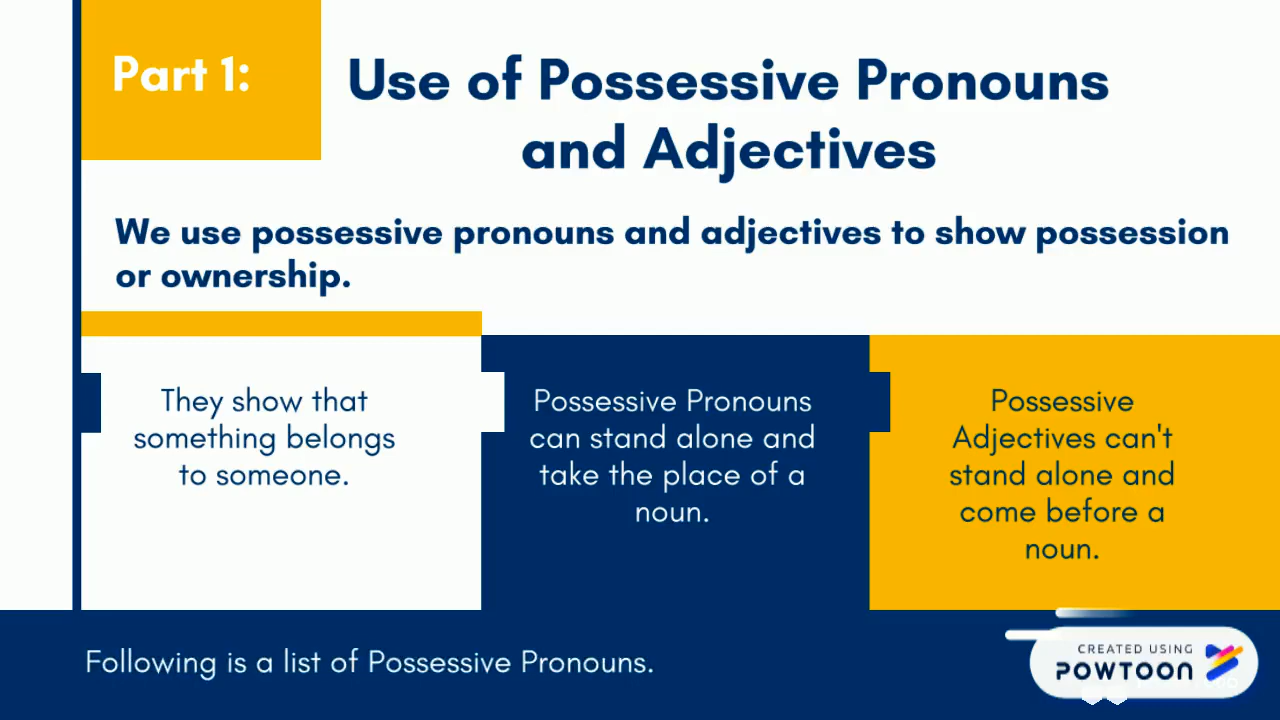 Part 1:
Use of Possessive Pronouns
and Adjectives
We use possessive pronouns and adjectives to show possession
or ownership.
They show that
something belongs
to someone.
Possessive Pronouns
can stand alone and
take the place of a
noun.
Possessive
Adjectives can't
stand alone and
come before a
noun.
Following is a list of Possessive Pronouns.
CREATED USING
POWTOON